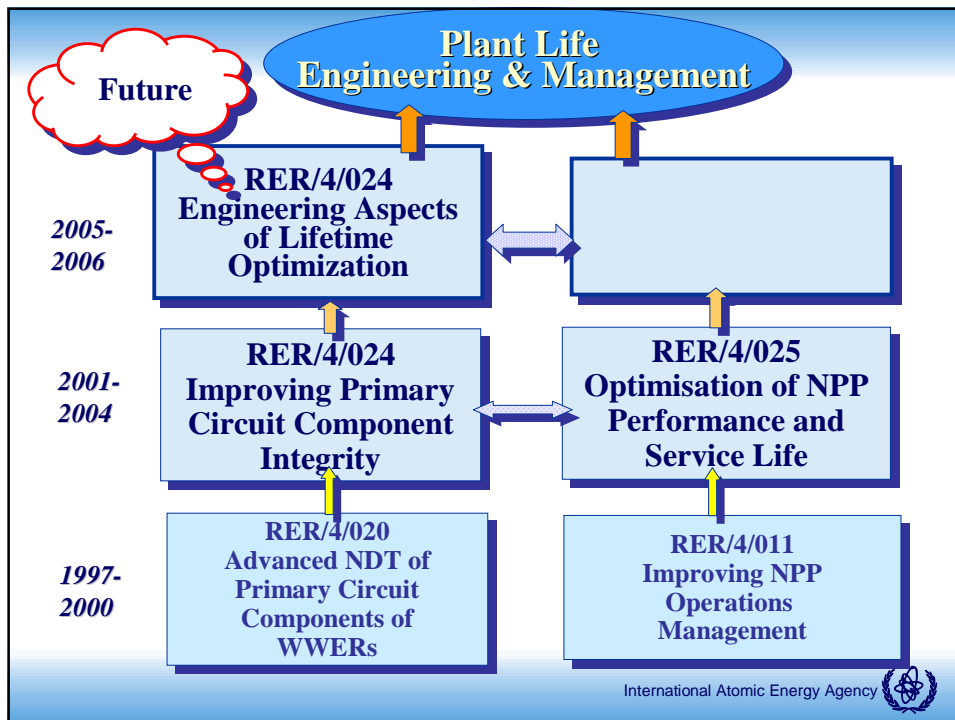 Plant Life
Engineering & Management
Future
2005-
2006
RER/4/024
Engineering Aspects
of Lifetime
Optimization
2001-
2004
RER/4/024
Improving Primary
Circuit Component
Integrity
RER/4/025
Optimisation of NPP
Performance and
Service Life
1997-
2000
RER/4/020
Advanced NDT of
Primary Circuit
Components of
WWERs
RER/4/011
Improving NPP
Operations
Management
International Atomic Energy Agency